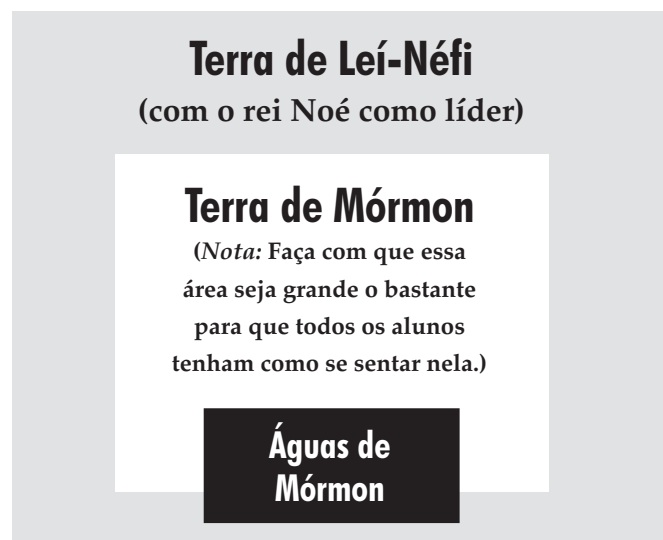 Terra de Leí-Néfi
(com o rei Noé como líder)
Terra de Mórmon
(Nota: Faça com que essa
área seja grande o bastante
para que todos os alunos
tenham como se sentar nela.)
Águas de
Mórmon